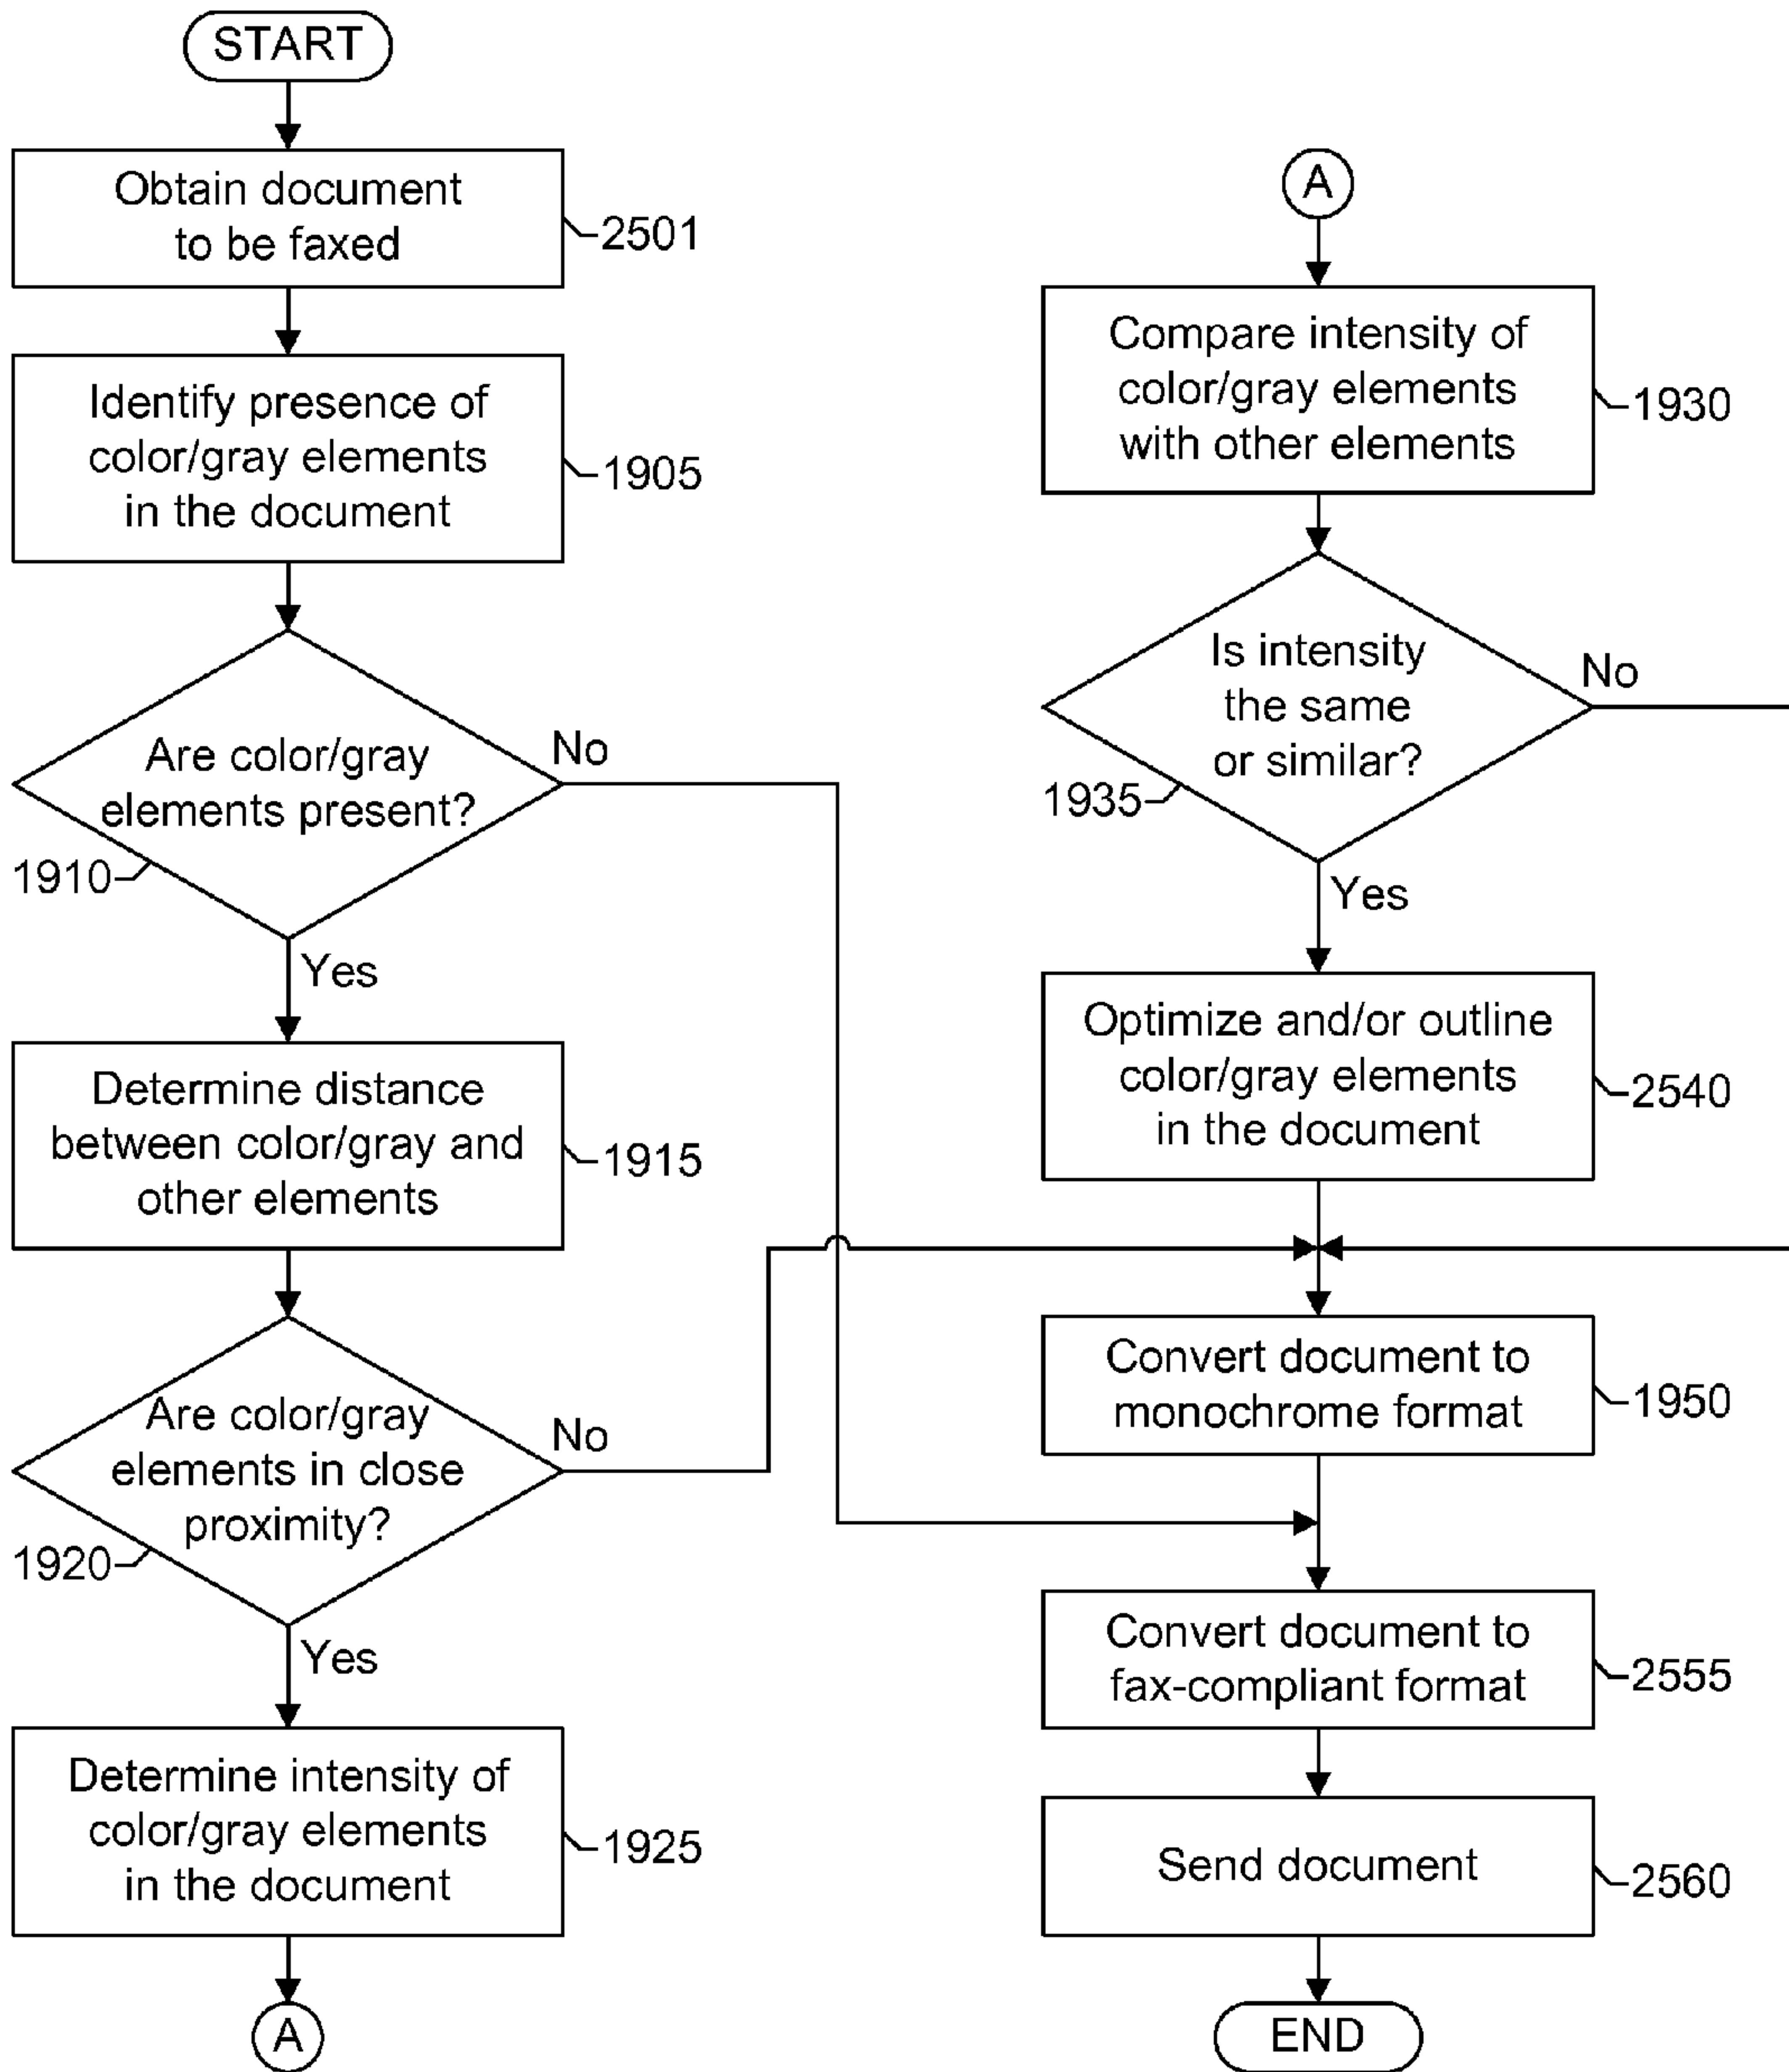 START
Obtain document
to be faxed
2501
Identify presence of
color/gray elements
in the document
1905
Are color/gray
elements present?
No
1910
Yes
Determine distance
between color/gray and
other elements
1915
Are color/gray
elements in close
proximity?
No
1920
Yes
Determine intensity of
color/gray elements
in the document
1925
A
A
Compare intensity of
color/gray elements
with other elements
1930
Is intensity
the same
or similar?
No
1935
Yes
Optimize and/or outline
color/gray elements
in the document
2540
Convert document to
monochrome format
1950
Convert document to
fax-compliant format
2555
Send document
2560
END